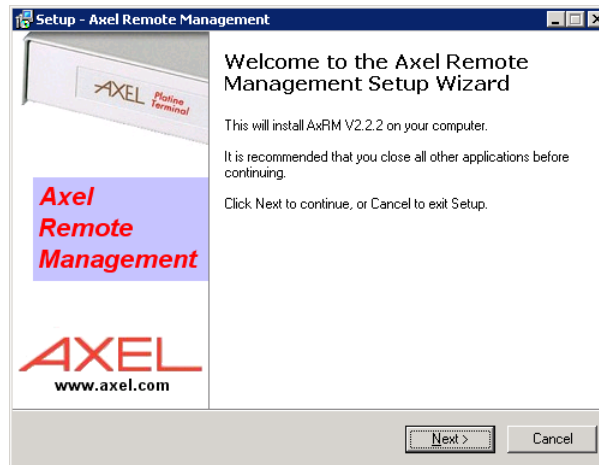 Setup - Axel Remote Management
AXEL Platine
Terminal
Axel
Remote
Management
AXEL
www.axel.com
Welcome to the Axel Remote
Management Setup Wizard
This will install AxRM V2.2.2 on your computer.
It is recommended that you close all other applications before
continuing.
Click Next to continue, or Cancel to exit Setup.
Next >
Cancel